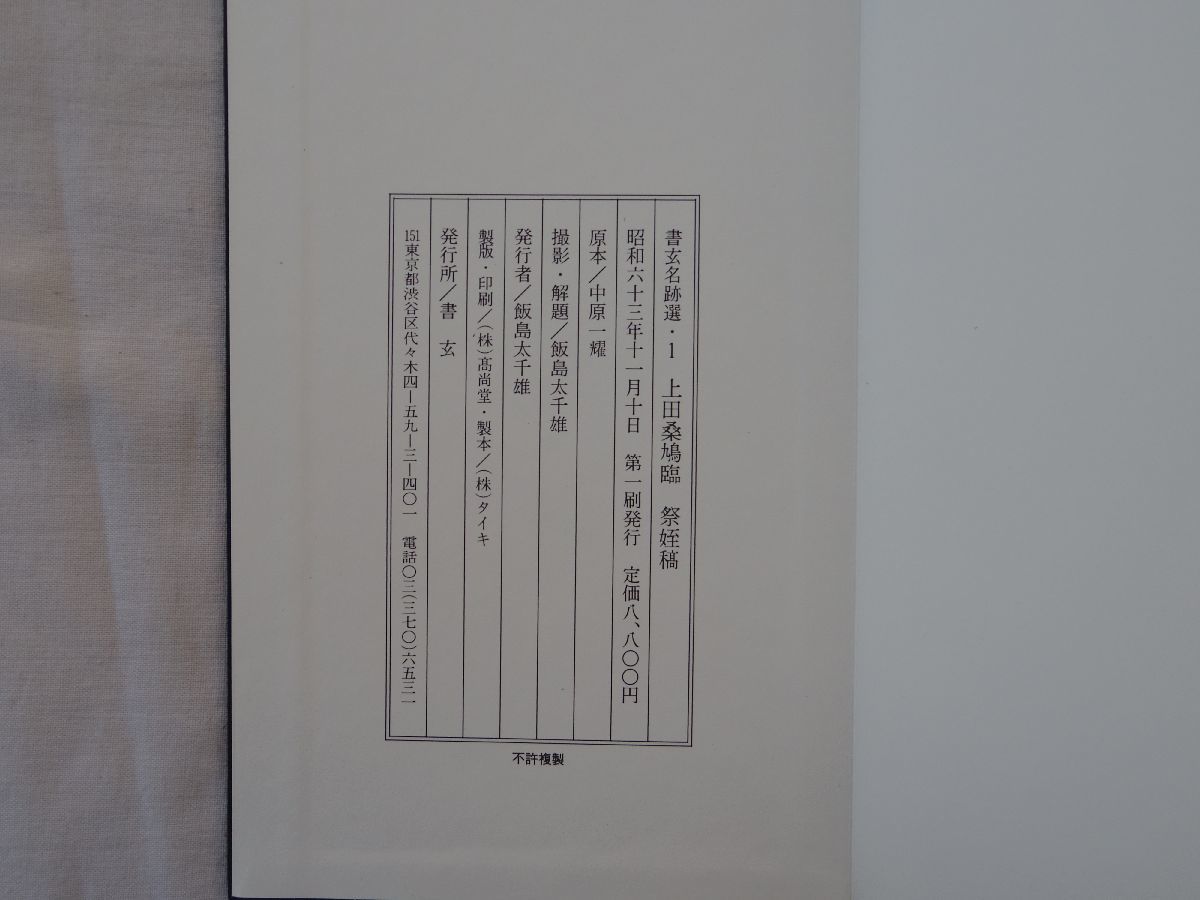 書玄名跡選・1　上田桑鳩臨　祭姪稿
昭和六十三年十一月十日　第一刷発行　定価八、八〇〇円
原本／中原一耀
撮影・解題／飯島太千雄
発行者／飯島太千雄
製版・印刷／(株)髙尚堂・製本／(株)タイキ
発行所／書　玄
151東京都渋谷区代々木四ー五九ー三ー四〇一　電話〇三(三七〇)六五三一
不許複製